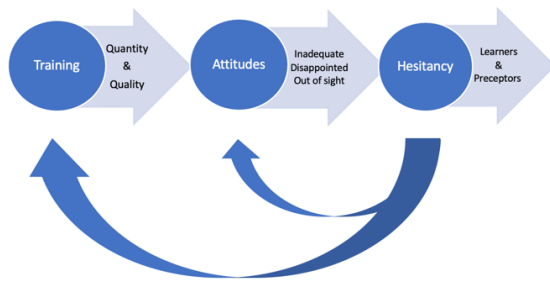 Training
Quantity
&
Quality
Attitudes
Inadequate
Disappointed
Out of sight
Hesitancy
Learners
&
Preceptors